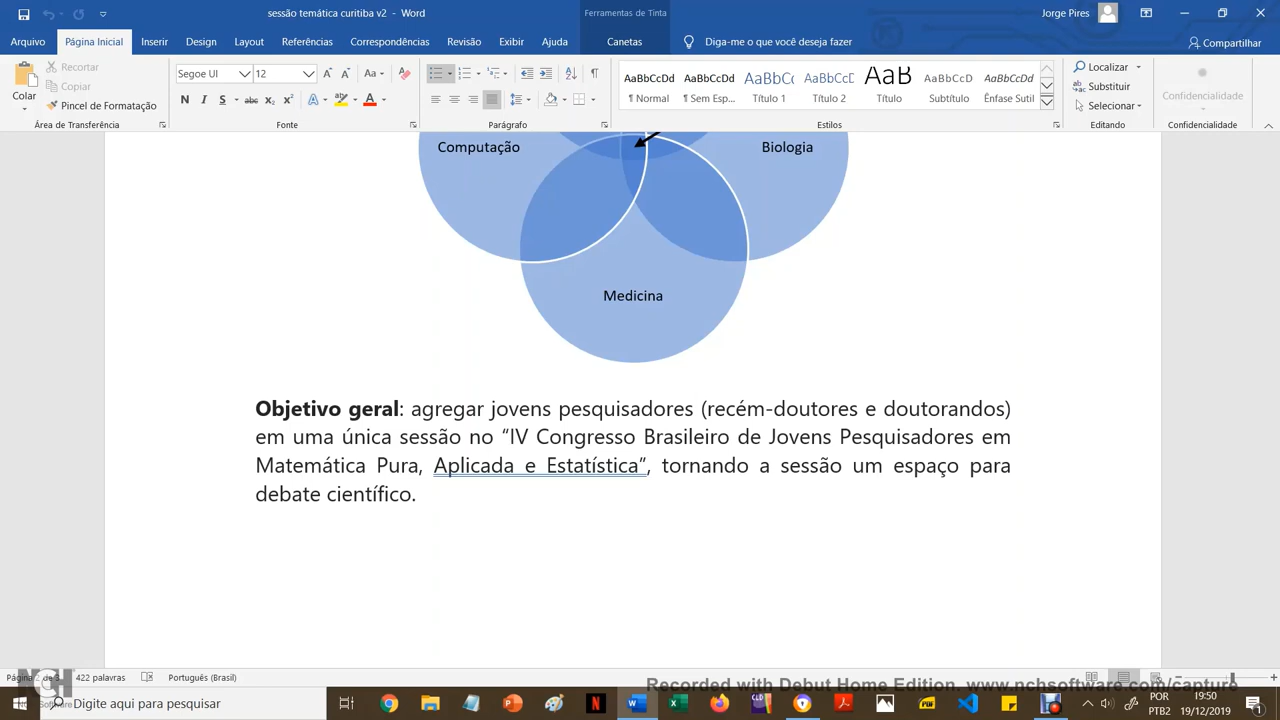 sessão temática curitiba v2 - Word
Ferramentas de Tinta
Jorge Pires
Arquivo Página Inicial Inserir Design Layout Referências Correspondências Revisão Exibir Ajuda Canetas Diga-me o que você deseja fazer Compartilhar
Colar
Recortar
Copiar
Pincel de Formatação
Área de Transferência
Segoe UI 12
N I S abc x₂ x²
Fonte
Parágrafo
AaBbCcDd AaBbCcDd AaBbCc AaBbCcD AaB AaBbCcD AaBbCcDd
¶ Normal ¶ Sem Esp... Título 1 Título 2 Título Subtítulo Ênfase Sutil
Estilos
Localizar
Substituir
Selecionar
Editando
Confidencialidade
Confidencialidade
Computação
Biologia
Medicina
Objetivo geral: agregar jovens pesquisadores (recém-doutores e doutorandos)
em uma única sessão no “IV Congresso Brasileiro de Jovens Pesquisadores em
Matemática Pura, Aplicada e Estatística”, tornando a sessão um espaço para
debate científico.
422 palavras
Português (Brasil)
NCH Software
Recorded with Debut Home Edition. www.nchsoftware.com/capture
Digite aqui para pesquisar
POR
PTB2
19:50
19/12/2019